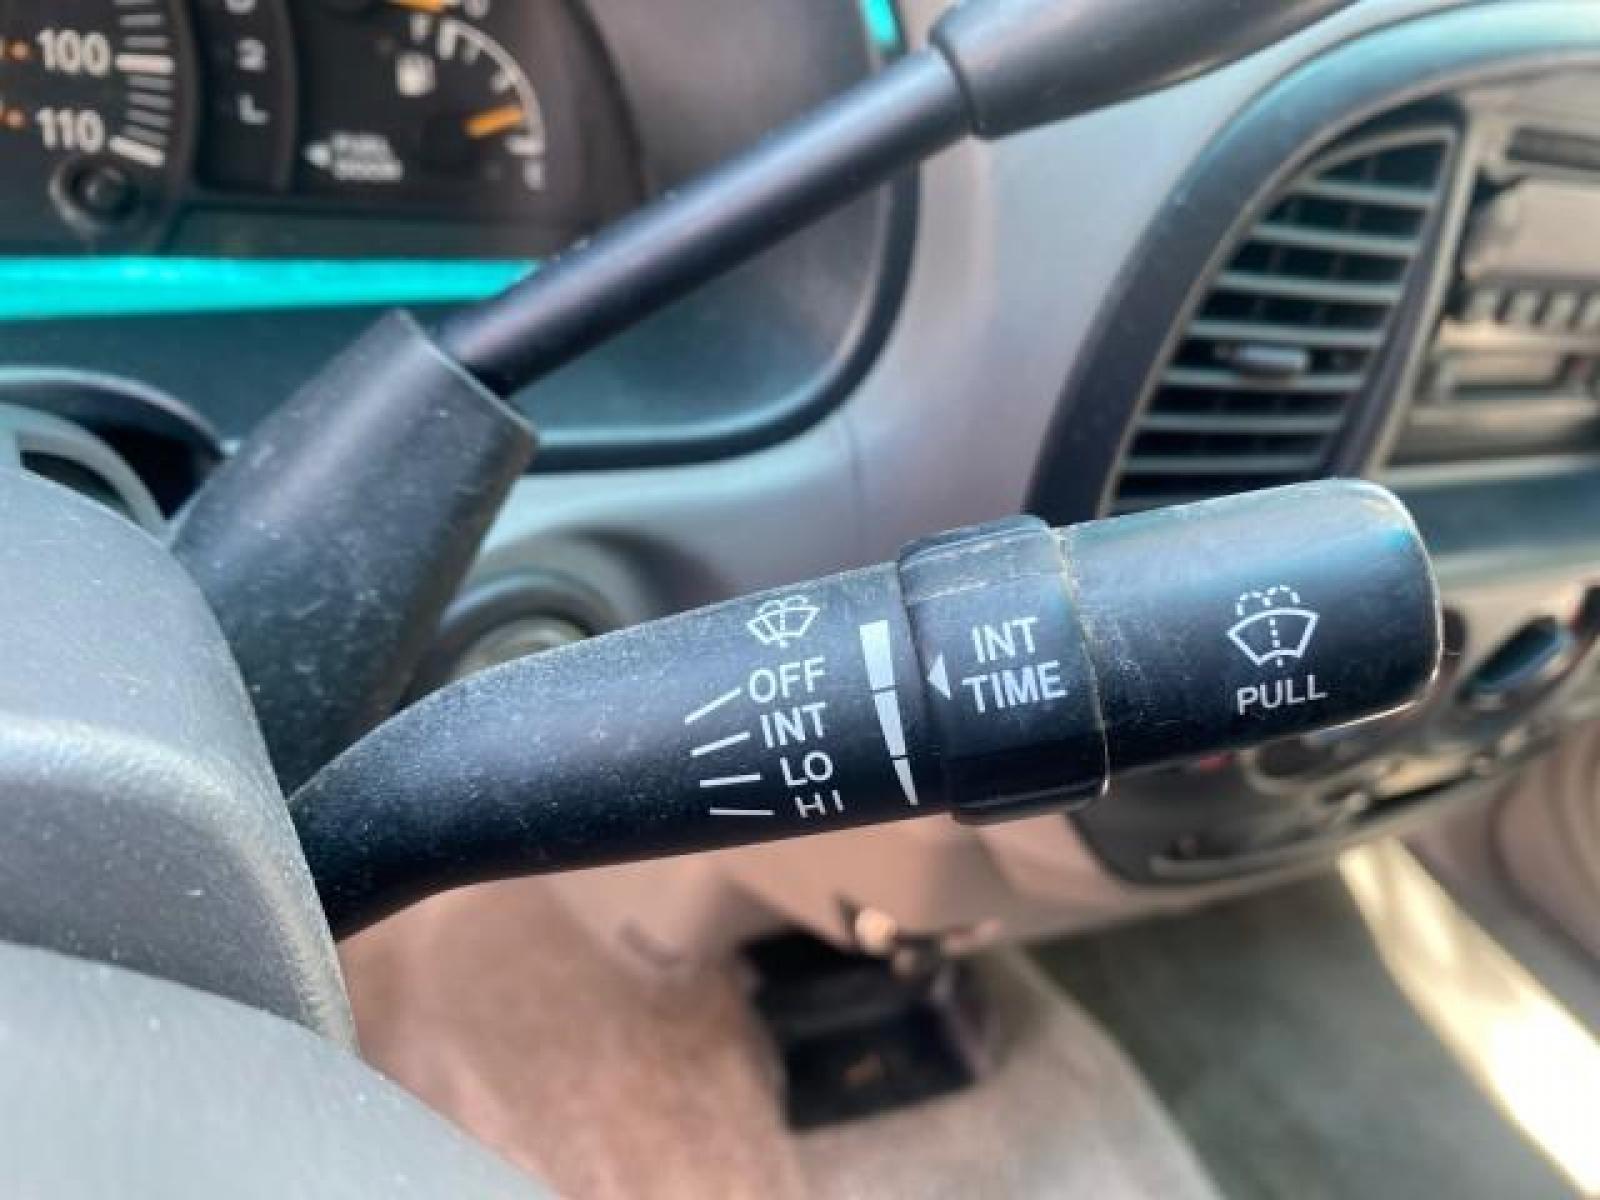 100
110
2
L
F
E
FUEL
DOOR
OFF
INT
LO
HI
INT
TIME
PULL